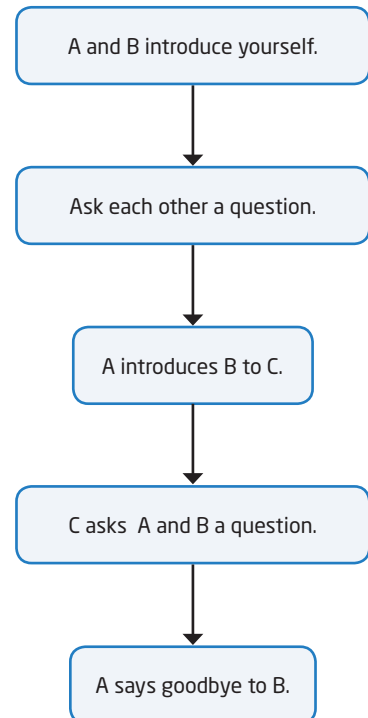 A and B introduce yourself.
Ask each other a question.
A introduces B to C.
C asks  A and B a question.
A says goodbye to B.